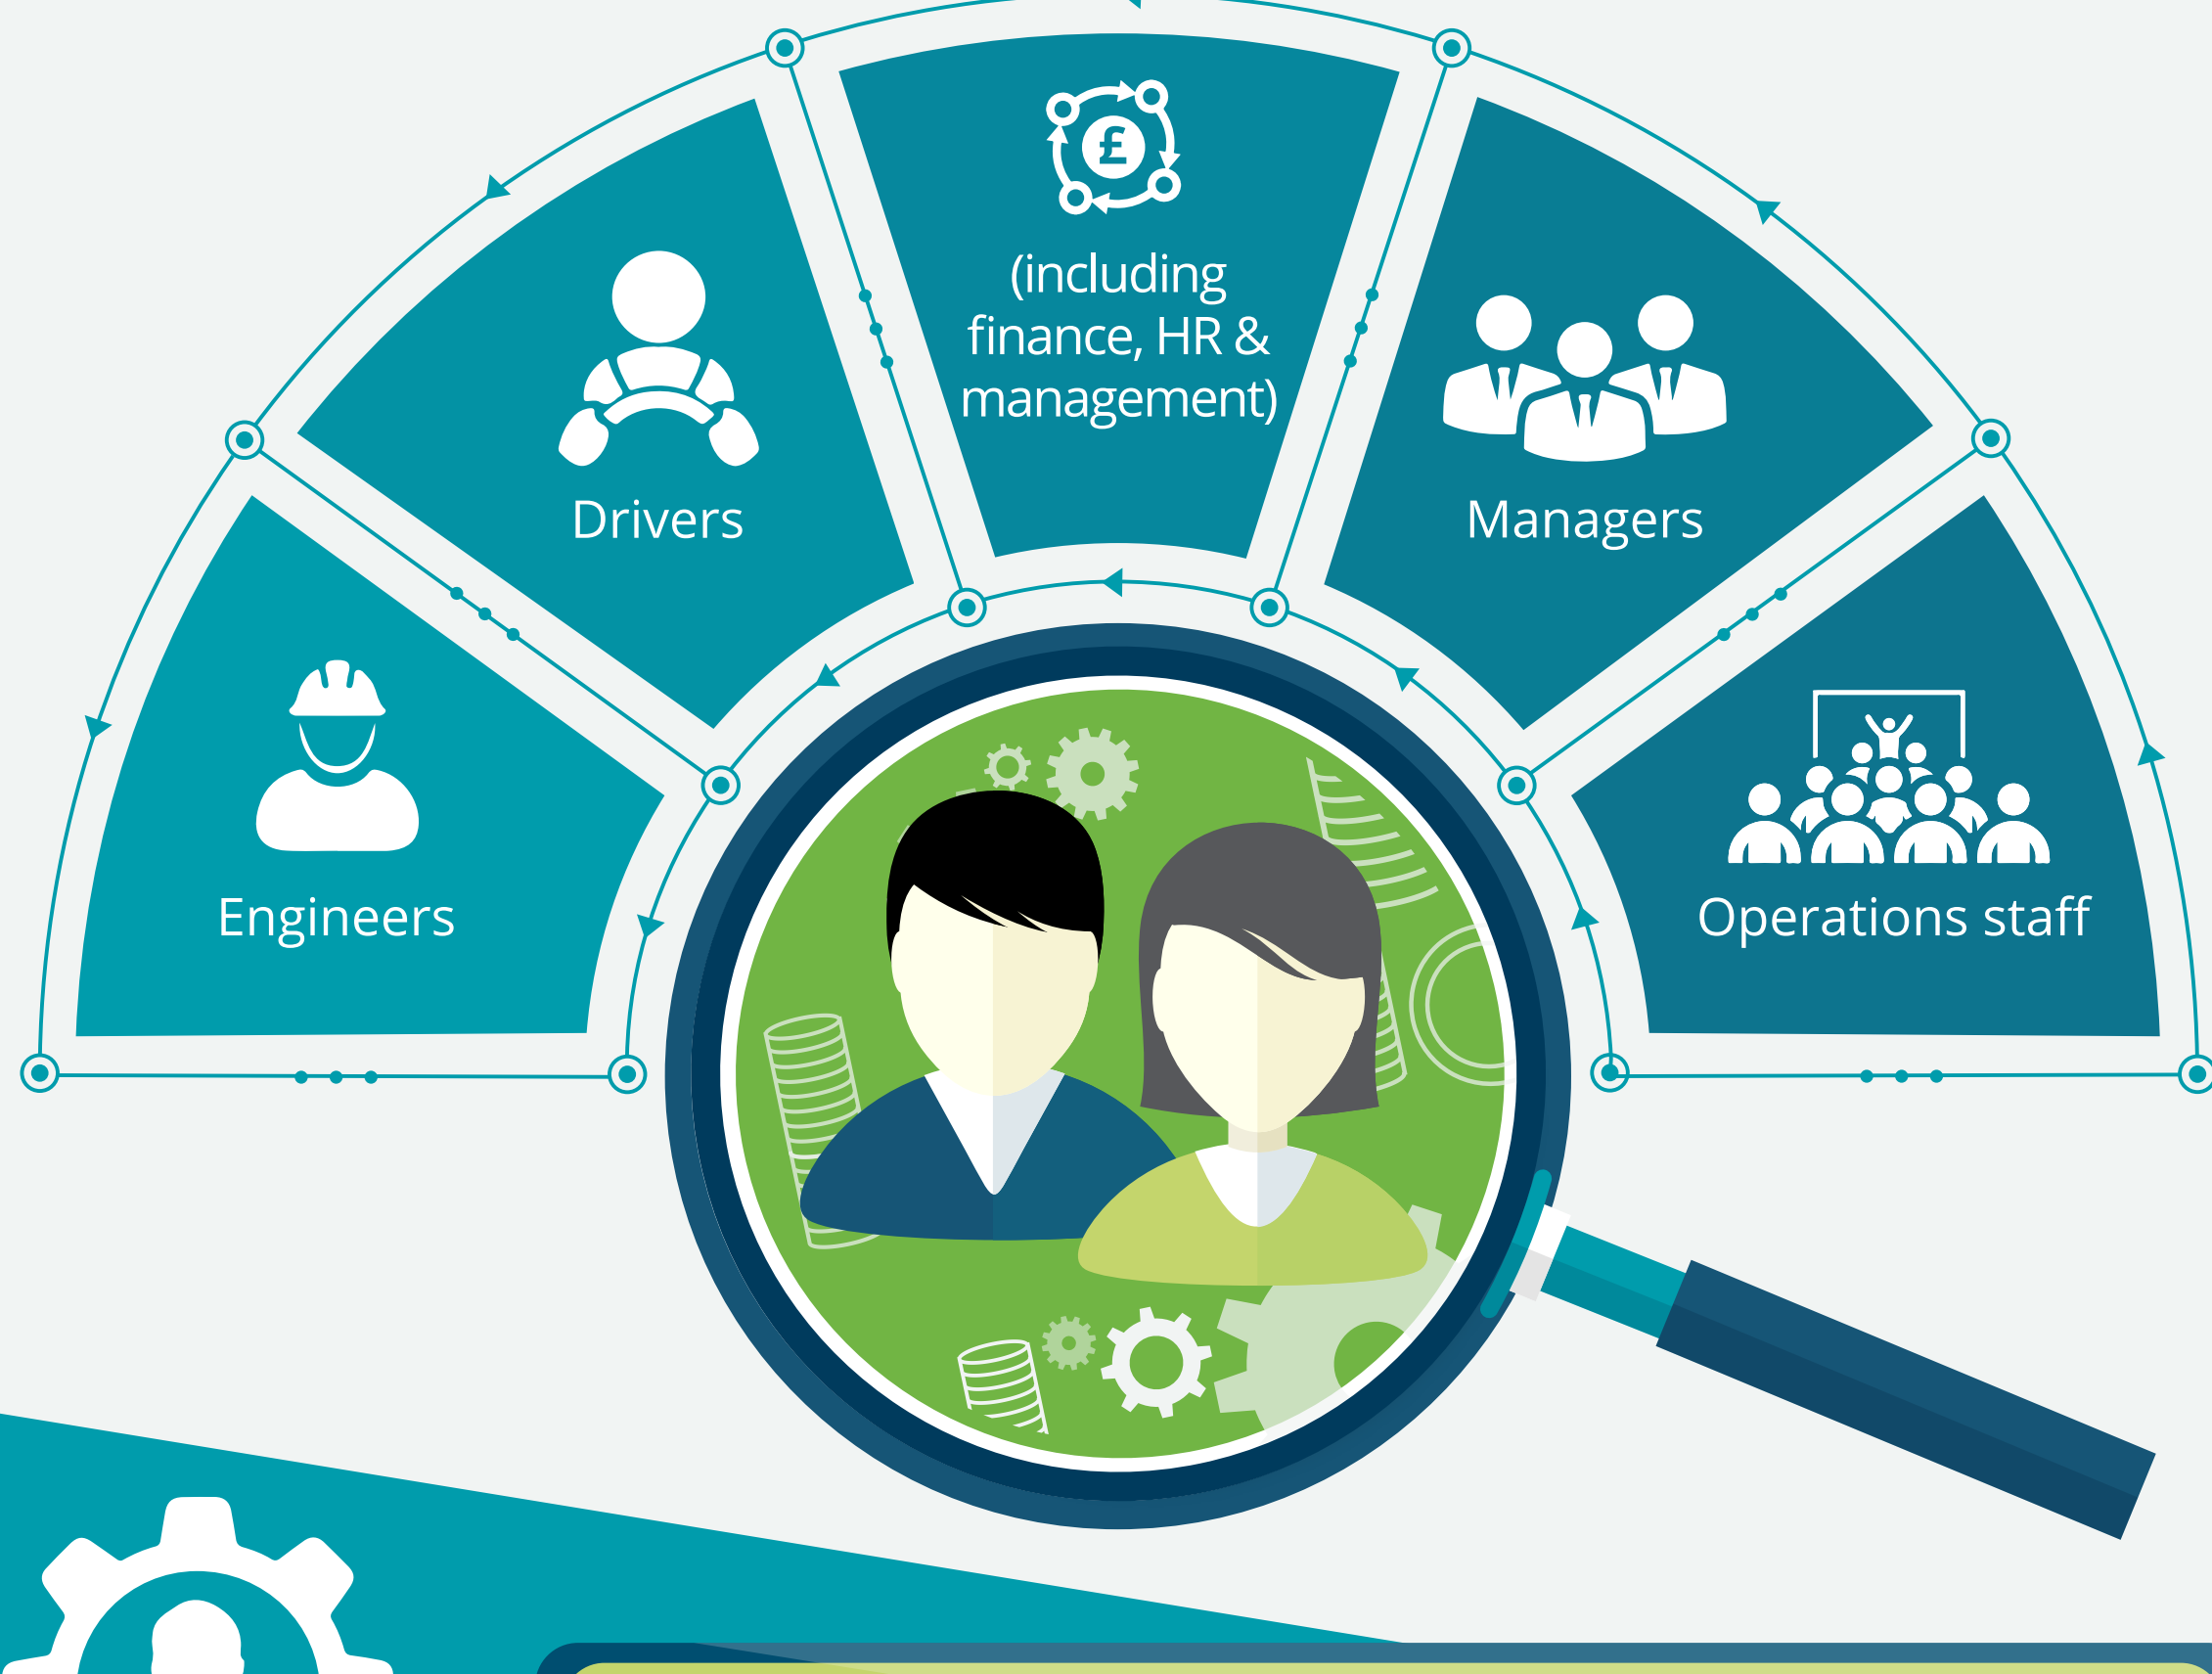 £
(including
finance, HR &
management)
Drivers
Managers
Engineers
Operations staff